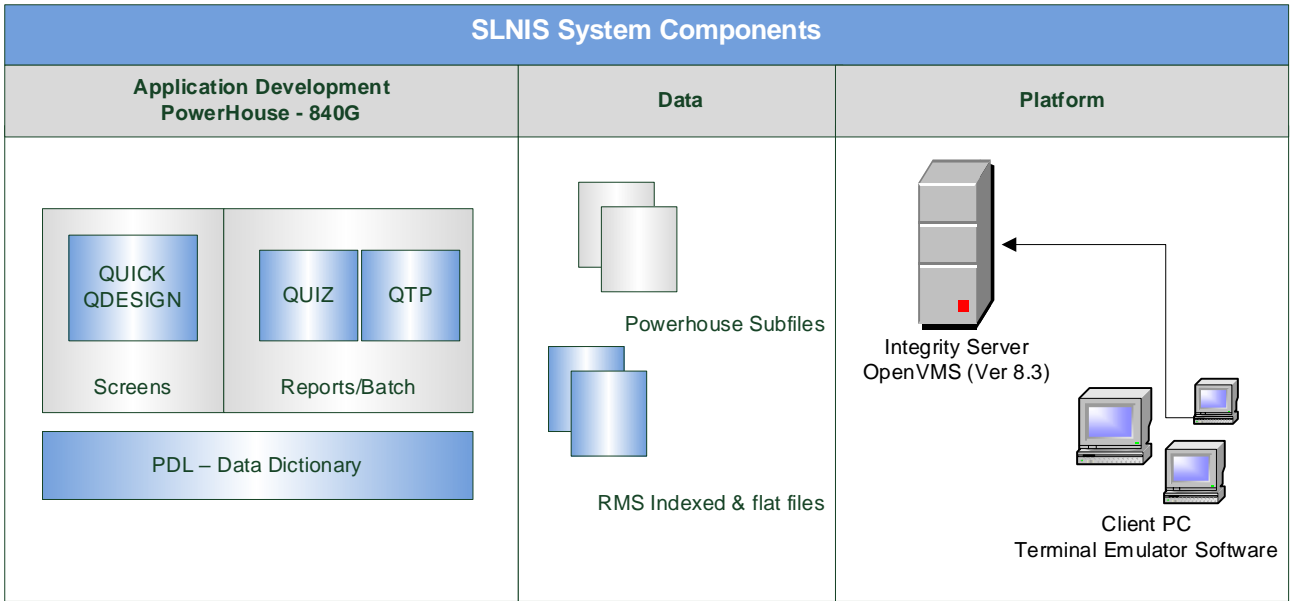 SLNIS System Components
Application Development
PowerHouse - 840G
Data
Platform
QUICK
QDESIGN
QUIZ
QTP
Screens
Reports/Batch
PDL – Data Dictionary
Powerhouse Subfiles
RMS Indexed & flat files
Integrity Server
OpenVMS (Ver 8.3)
Client PC
Terminal Emulator Software